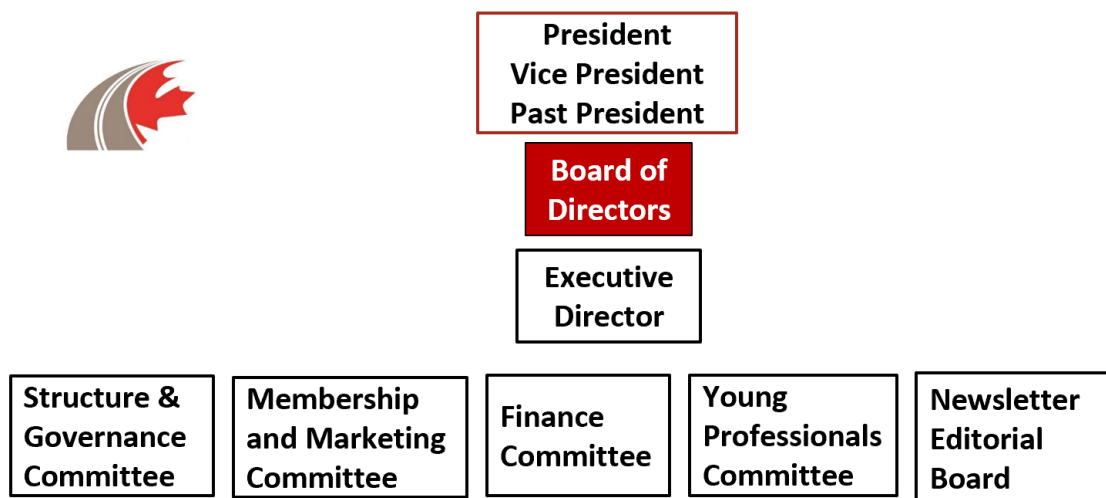 President
Vice President
Past President
Board of
Directors
Executive
Director
Structure &
Governance
Committee
Membership
and Marketing
Committee
Finance
Committee
Young
Professionals
Committee
Newsletter
Editorial
Board